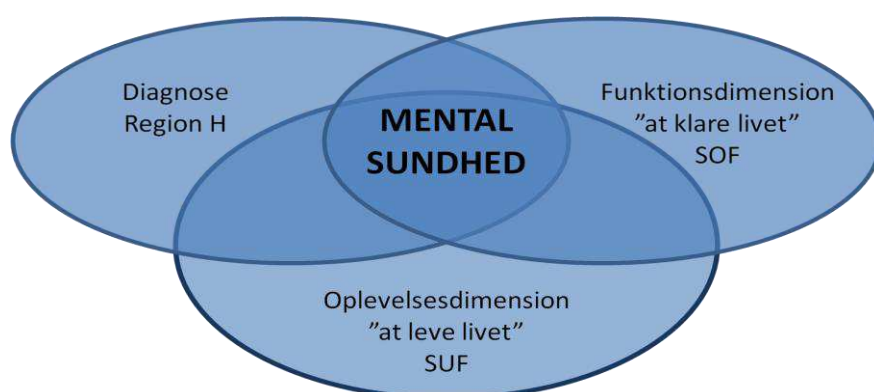 Diagnose
Region H
MENTAL
SUNDHED
Funktionsdimension
”at klare livet”
SOF
Oplevelsesdimension
”at leve livet”
SUF